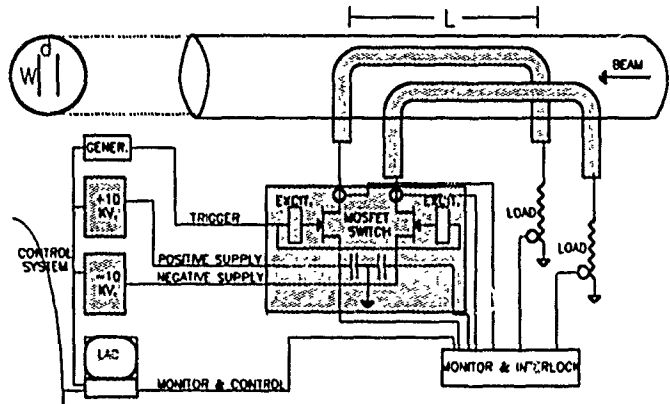 L
d
W
BEAM
GENER.
+10
KV.
TRIGGER
EXCIT.
MOSFET
SWITCH
EXCIT.
LOAD
LOAD
CONTROL
SYSTEM
POSITIVE SUPPLY
NEGATIVE SUPPLY
-10
KV.
MONITOR & CONTROL
MONITOR & INTERLOCK